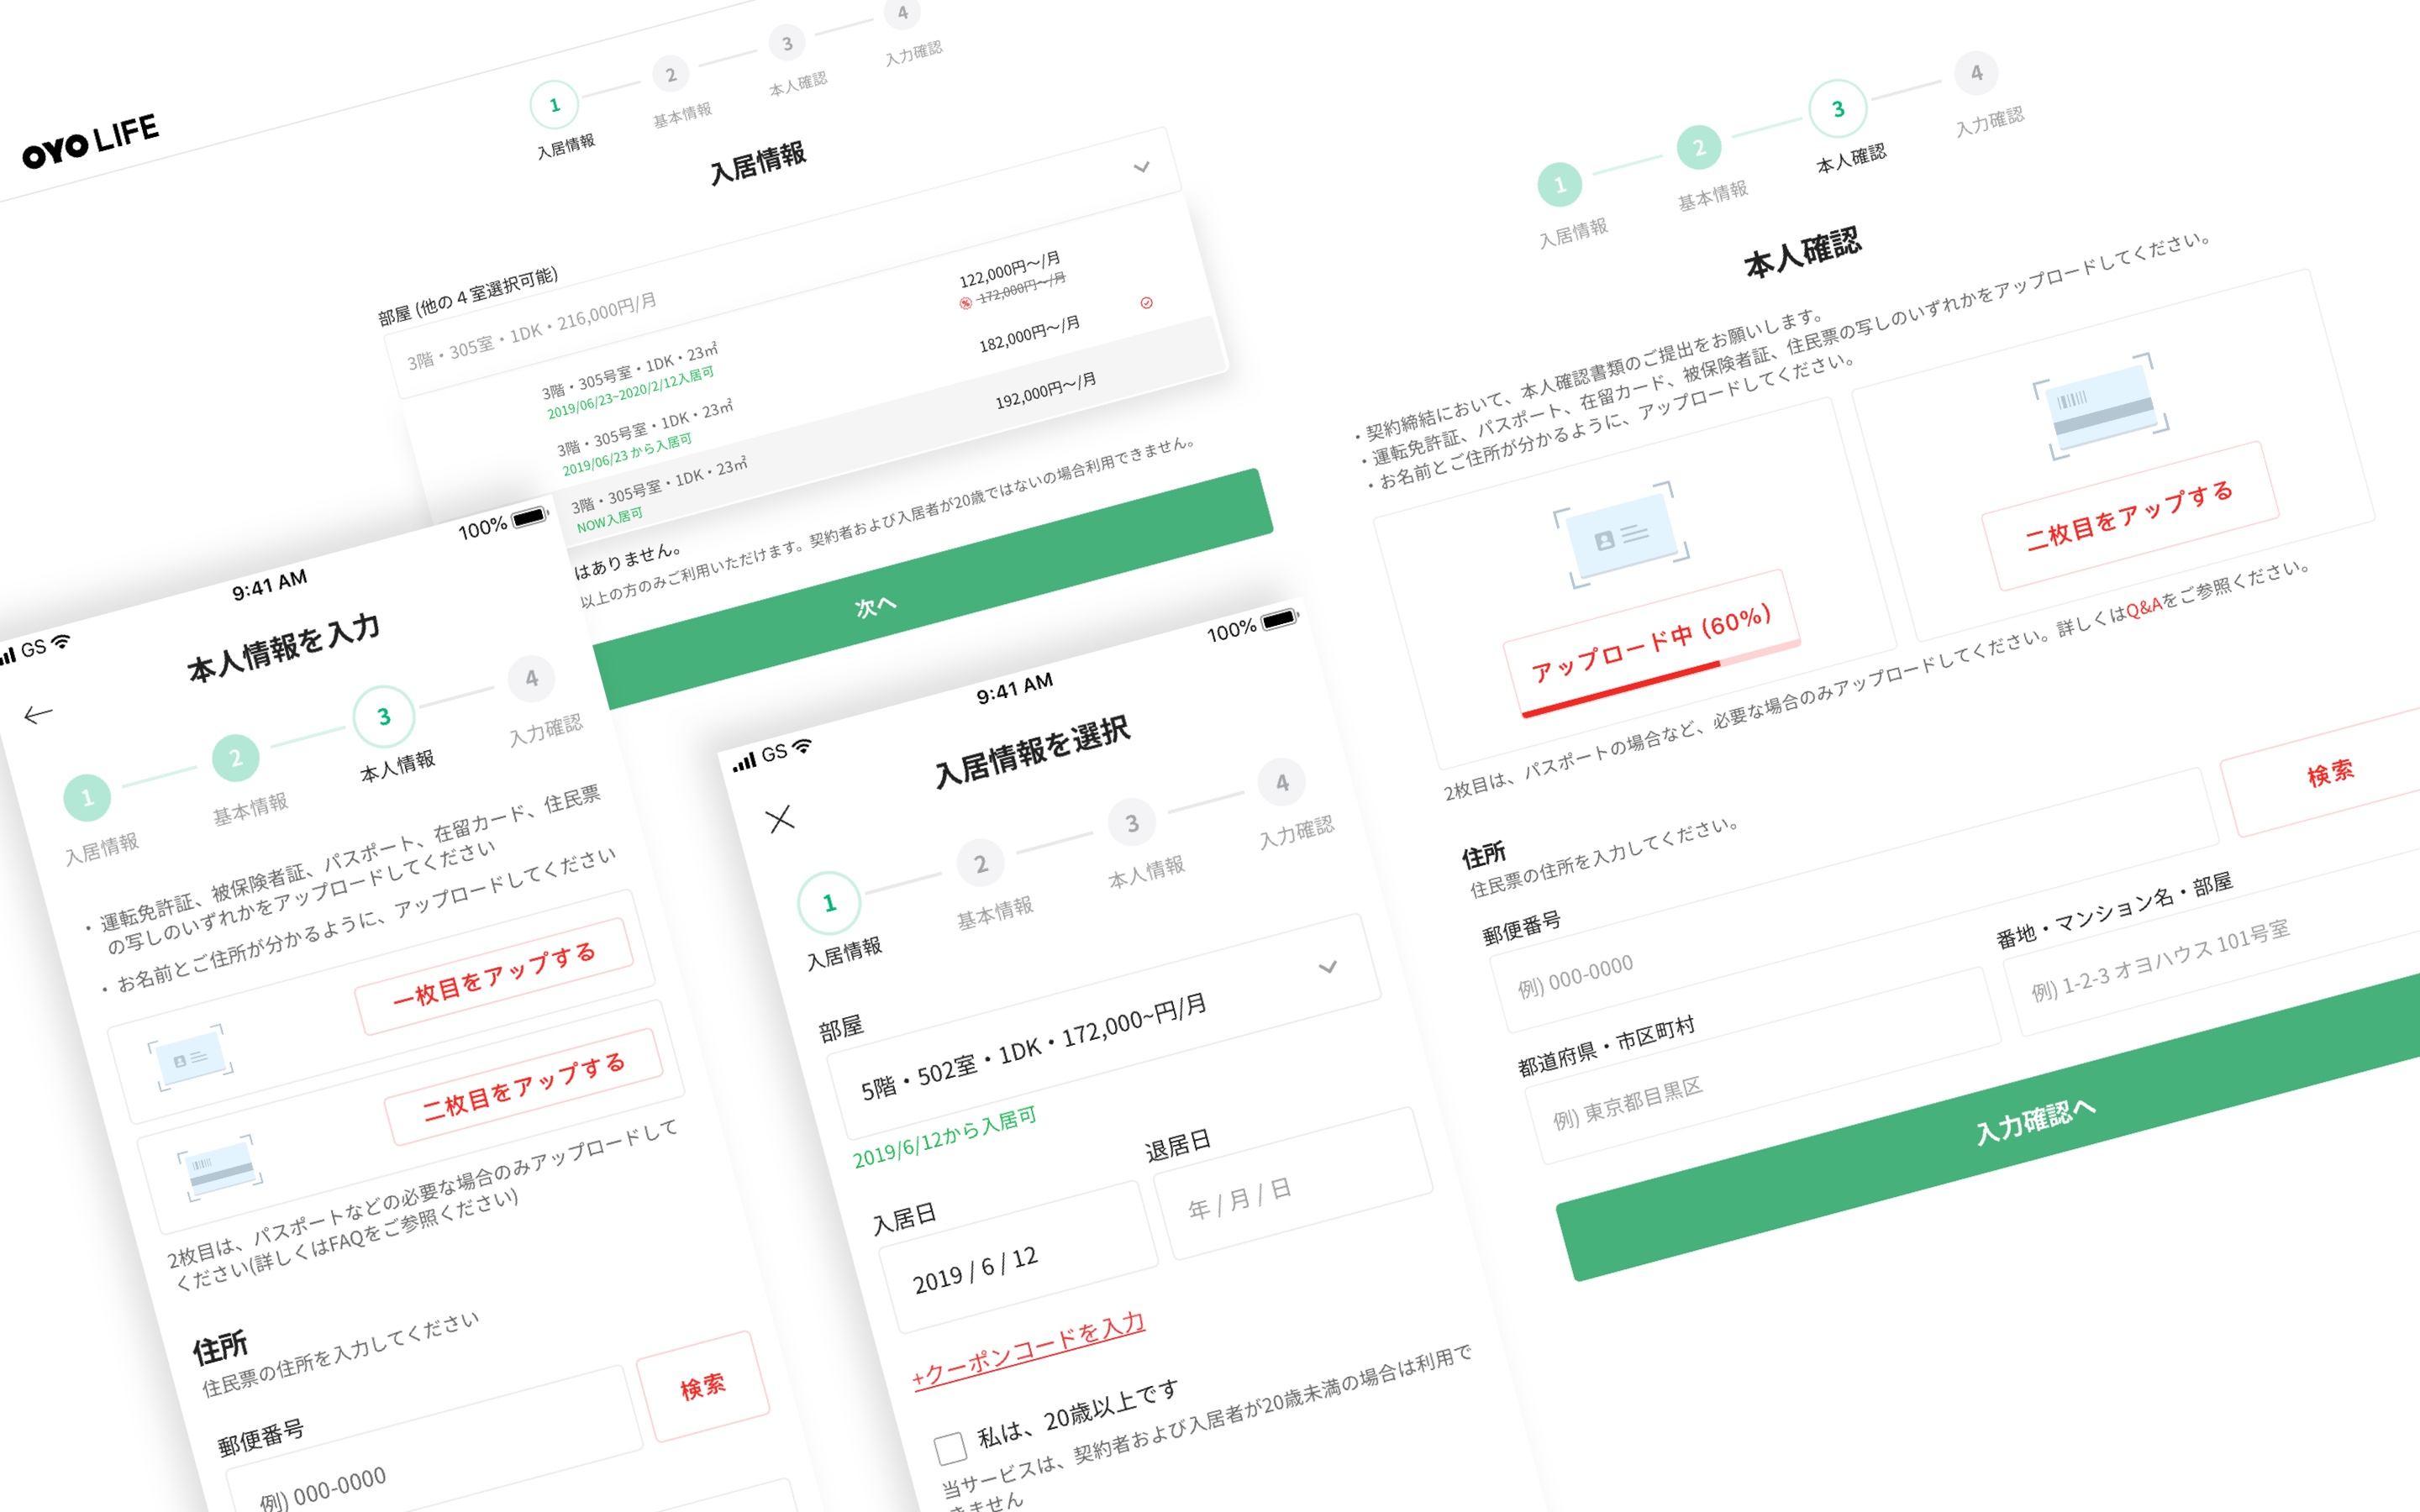 OYO LIFE
1
2
3
4
入居情報
基本情報
本人確認
入力確認
入居情報
部屋 (他の４室選択可能)
3階・305室・1DK・216,000円/月
3階・305号室・1DK・23㎡
2019/06/23~2020/2/12入居可
122,000円〜/月
172,000円〜/月
3階・305号室・1DK・23㎡
2019/06/23 から入居可
182,000円〜/月
3階・305号室・1DK・23㎡
NOW入居可
192,000円〜/月
はありません。
以上の方のみご利用いただけます。契約者および入居者が20歳ではないの場合利用できません。
次へ
GS
9:41 AM
100%
本人情報を入力
1
2
3
4
入居情報
基本情報
本人情報
入力確認
・運転免許証、被保険者証、パスポート、在留カード、住民票
の写しのいずれかをアップロードしてください
・お名前とご住所が分かるように、アップロードしてください
一枚目をアップする
二枚目をアップする
2枚目は、パスポートなどの必要な場合のみアップロードして
ください(詳しくはFAQをご参照ください)
住所
住民票の住所を入力してください
郵便番号
例) 000-0000
検索
GS
9:41 AM
100%
入居情報を選択
1
2
3
4
入居情報
基本情報
本人情報
入力確認
部屋
5階・502室・1DK・172,000~円/月
2019/6/12から入居可
入居日
2019 / 6 / 12
退居日
年 / 月 / 日
+クーポンコードを入力
私は、20歳以上です
当サービスは、契約者および入居者が20歳未満の場合は利用で
きません
1
2
3
4
入居情報
基本情報
本人確認
入力確認
本人確認
・契約締結において、本人確認書類のご提出をお願いします。
・運転免許証、パスポート、在留カード、被保険者証、住民票の写しのいずれかをアップロードしてください。
・お名前とご住所が分かるように、アップロードしてください。
アップロード中 (60%)
二枚目をアップする
2枚目は、パスポートの場合など、必要な場合のみアップロードしてください。詳しくはQ&Aをご参照ください。
住所
住民票の住所を入力してください。
郵便番号
例) 000-0000
検索
都道府県・市区町村
例) 東京都目黒区
番地・マンション名・部屋
例) 1-2-3 オヨハウス 101号室
入力確認へ